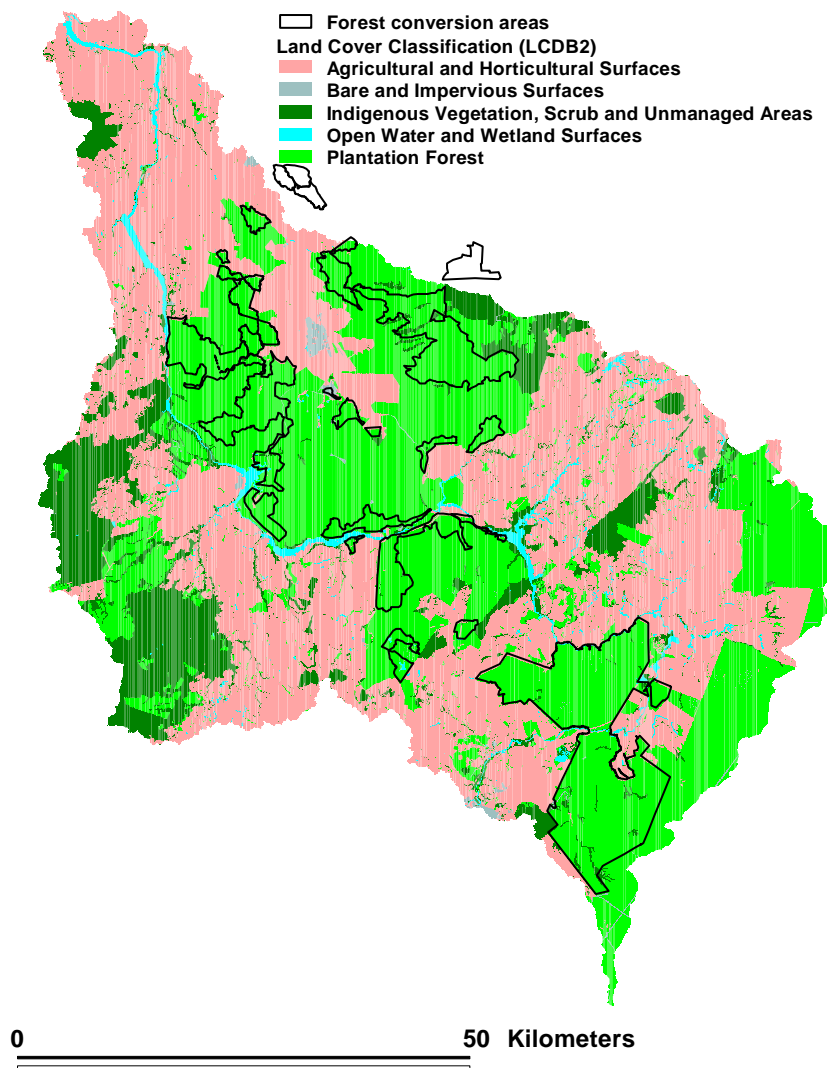 Forest conversion areas
Land Cover Classification (LCDB2)
Agricultural and Horticultural Surfaces
Bare and Impervious Surfaces
Indigenous Vegetation, Scrub and Unmanaged Areas
Open Water and Wetland Surfaces
Plantation Forest
0 50 Kilometers